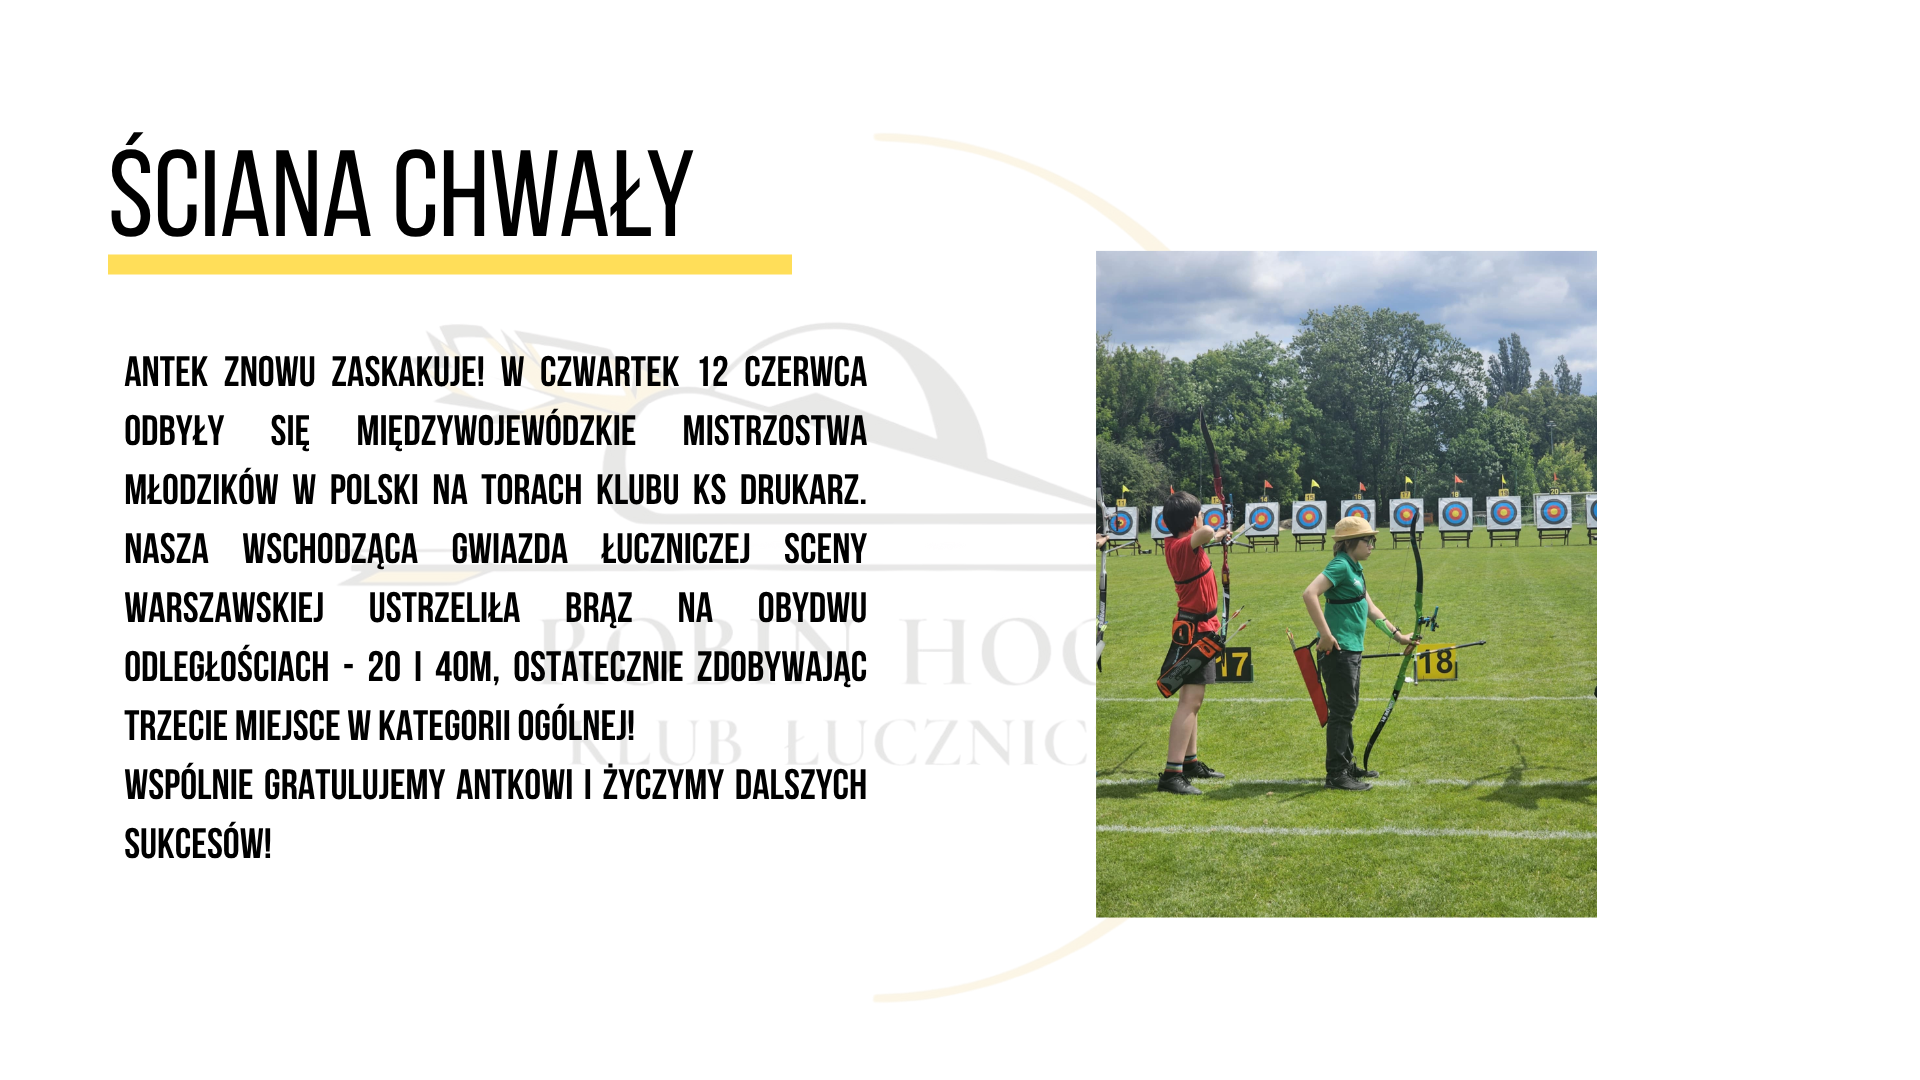 ŚCIANA CHWAŁY
ANTEK ZNOWU ZASKAKUJE! W CZWARTEK 12 CZERWCA
ODBYŁY SIĘ MIĘDZYWOJEWÓDZKIE MISTRZOSTWA
MŁODZIKÓW W POLSKI NA TORACH KLUBU KS DRUKARZ.
NASZA WSCHODZĄCA GWIAZDA ŁUCZNICZEJ SCENY
WARSZAWSKIEJ USTRZELIŁA BRĄZ NA OBYDWU
ODLEGŁOŚCIACH - 20 I 40M, OSTATECZNIE ZDOBYWAJĄC
TRZECIE MIEJSCE W KATEGORII OGÓLNEJ!
WSPÓLNIE GRATULUJEMY ANTKOWI I ŻYCZYMY DALSZYCH
SUKCESÓW!
ROBIN HOO
KLUB ŁUCZNIC
17
18